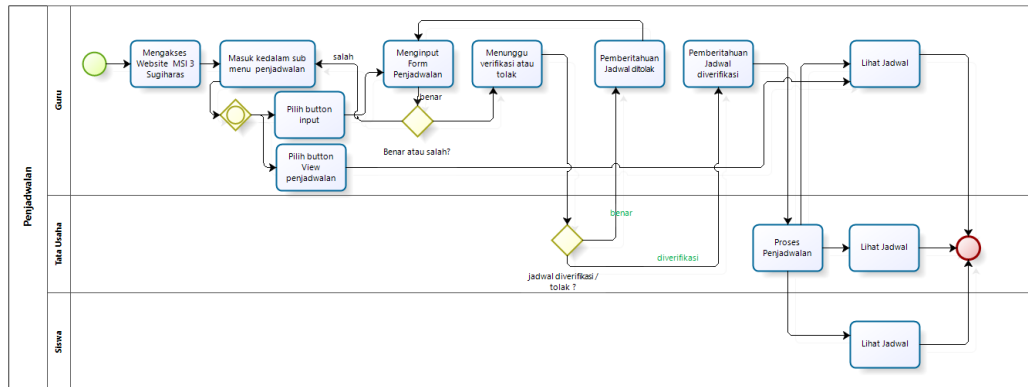 Penjadwalan
Guru
Mengakses
Website MSI 3
Sugiharas
Masuk kedalam sub
menu penjadwalan
salah
Menginput
Form
Penjadwalan
Menunggu
verifikasi atau
tolak
Pemberitahuan
Jadwal ditolak
Pemberitahuan
Jadwal
diverifikasi
Lihat Jadwal
benar
Pilih button
input
Benar atau salah?
Pilih button
View
penjadwalan
Tata Usaha
benar
diverifikasi
jadwal diverifikasi /
tolak ?
Proses
Penjadwalan
Lihat Jadwal
Siswa
Lihat Jadwal